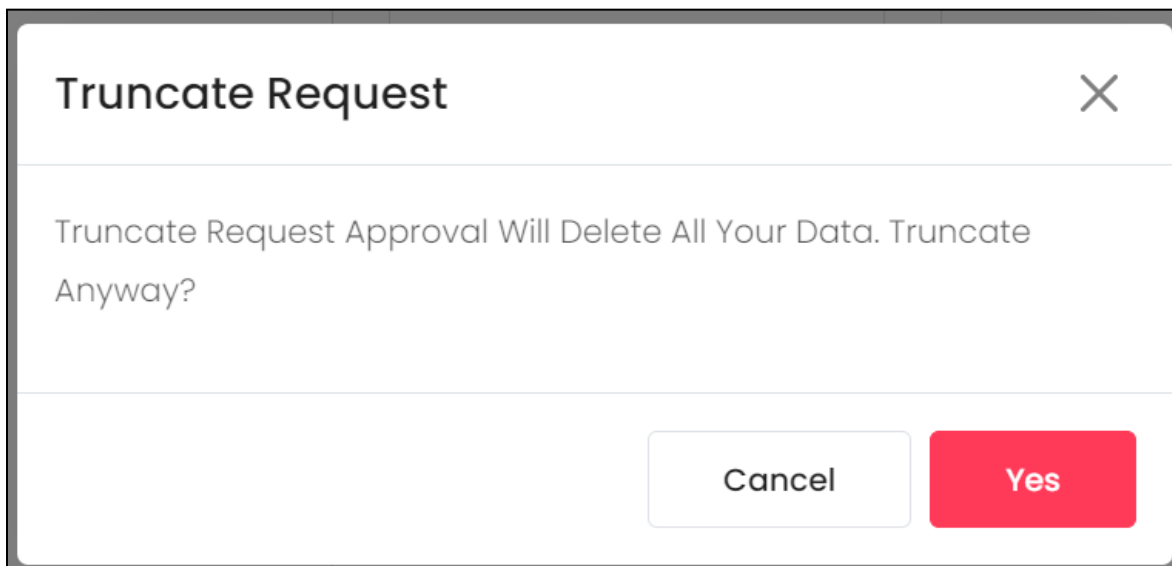 Truncate Request
Truncate Request Approval Will Delete All Your Data. Truncate
Anyway?
Cancel
Yes